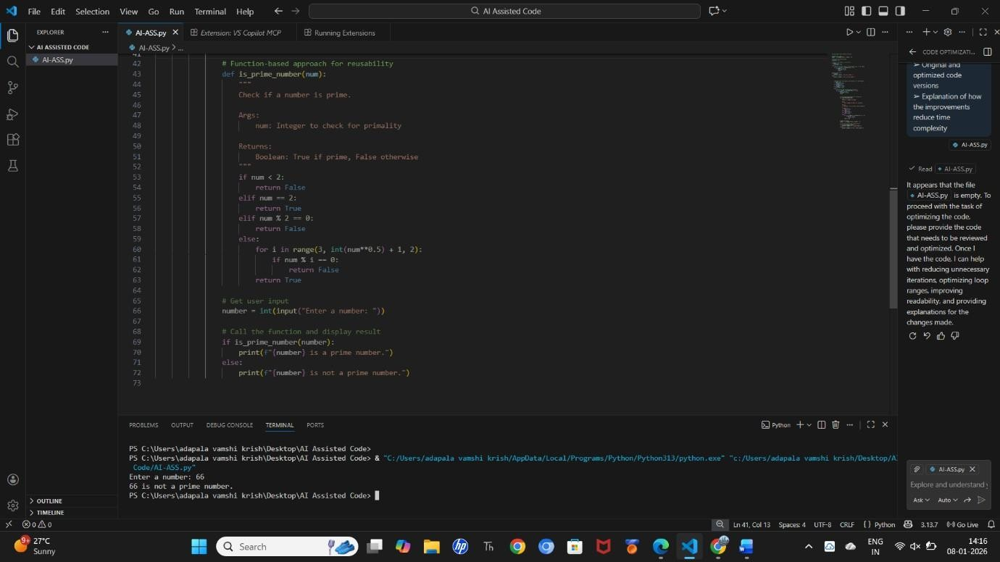 File Edit Selection View Go Run Terminal Help
AI Assisted Code
EXPLORER
AI ASSISTED CODE
AI-ASS.py
OUTLINE
TIMELINE
AI-ASS.py
Extension: VS Copilot MCP
Running Extensions
AI-ASS.py > ...
41
42 # Function-based approach for reusability
43 def is_prime_number(num):
44 """
45 Check if a number is prime.
46
47 Args:
48 num: Integer to check for primality
49
50 Returns:
51 Boolean: True if prime, False otherwise
52 """
53 if num < 2:
54 return False
55 elif num == 2:
56 return True
57 elif num % 2 == 0:
58 return False
59 else:
60 for i in range(3, int(num**0.5) + 1, 2):
61 if num % i == 0:
62 return False
63 return True
64
65 # Get user input
66 number = int(input("Enter a number: "))
67
68 # Call the function and display result
69 if is_prime_number(number):
70 print(f"{number} is a prime number.")
71 else:
72 print(f"{number} is not a prime number.")
73
PROBLEMS OUTPUT DEBUG CONSOLE TERMINAL PORTS
Python
PS C:\Users\adapala vamshi krish\Desktop\AI Assisted Code>
PS C:\Users\adapala vamshi krish\Desktop\AI Assisted Code> & "C:/Users/adapala vamshi krish/AppData/Local/Programs/Python/Python313/python.exe" "c:/Users/adapala vamshi krish/Desktop/AI
Code/AI-ASS.py"
Enter a number: 66
66 is not a prime number.
PS C:\Users\adapala vamshi krish\Desktop\AI Assisted Code>
CODE OPTIMIZATI...
➢ Original and
optimized code
versions
➢ Explanation of how
the improvements
reduce time
complexity
AI-ASS.py
Read AI-ASS.py
It appears that the file
AI-ASS.py is empty. To
proceed with the task of
optimizing the code,
please provide the code
that needs to be reviewed
and optimized. Once I
have the code, I can help
with reducing unnecessary
iterations, optimizing loop
ranges, improving
readability, and providing
explanations for the
changes made.
AI-ASS.py
Explore and understand
Ask Auto
0 0
Ln 41, Col 13 Spaces: 4 UTF-8 CRLF { } Python 3.13.7 Go Live
9+
27°C
Sunny
Search
hp
Th
ENG
IN
14:16
08-01-2026